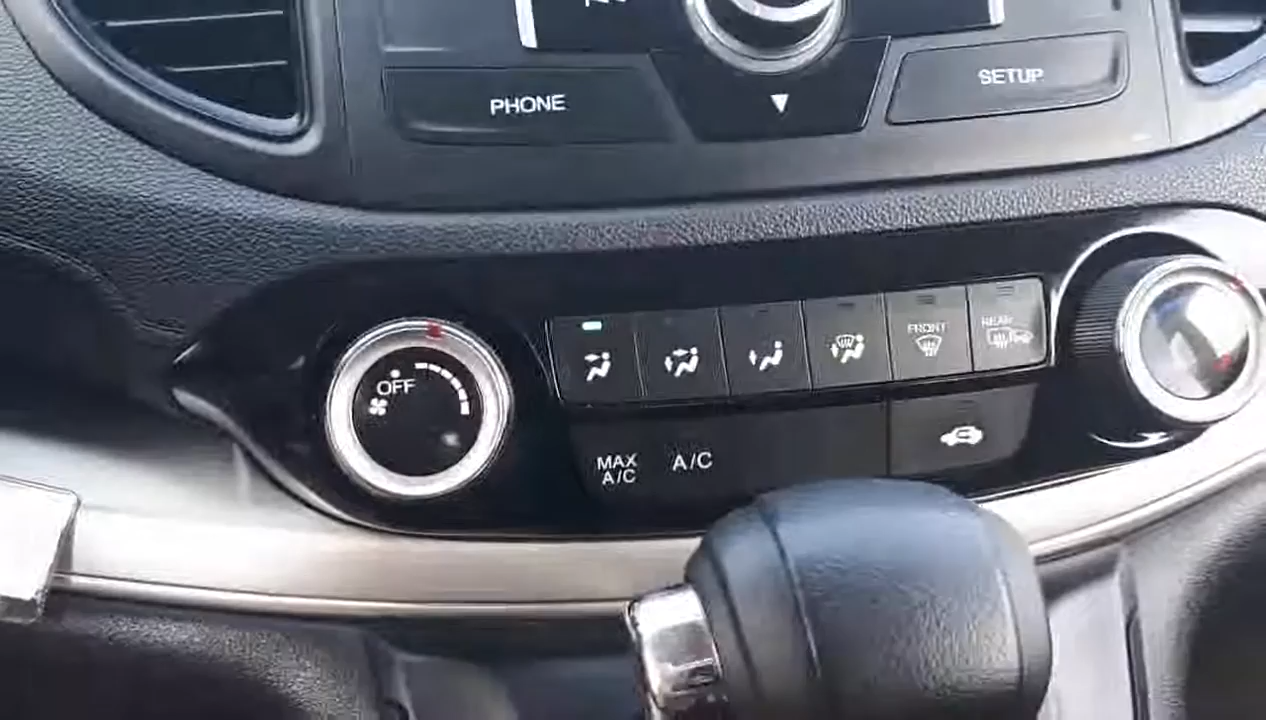 PHONE
SETUP
OFF
FRONT
REAR
MAX
A/C
A/C